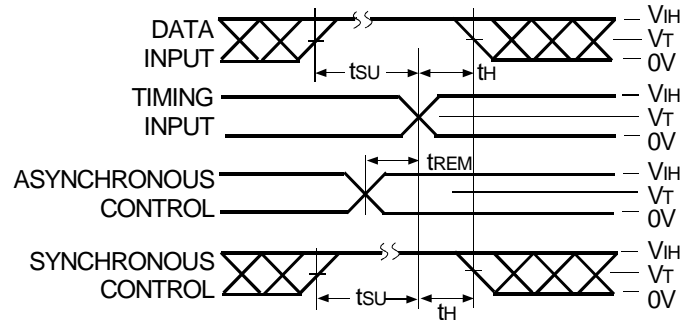 DATA
INPUT
tSU
tH
VIH
VT
0V
TIMING
INPUT
VIH
VT
0V
tREM
ASYNCHRONOUS
CONTROL
VIH
VT
0V
SYNCHRONOUS
CONTROL
tSU
tH
VIH
VT
0V